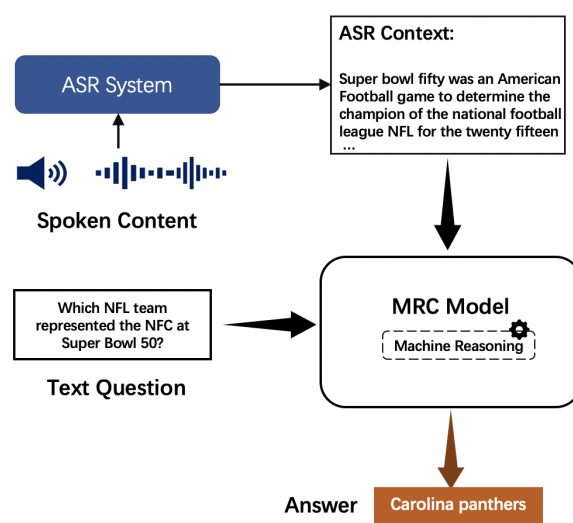 ASR Context:
ASR System
Super bowl fifty was an American
Football game to determine the
champion of the national football
league NFL for the twenty fifteen
...
Spoken Content
Which NFL team
represented the NFC at
Super Bowl 50?
Text Question
MRC Model
Machine Reasoning
Answer
Carolina panthers